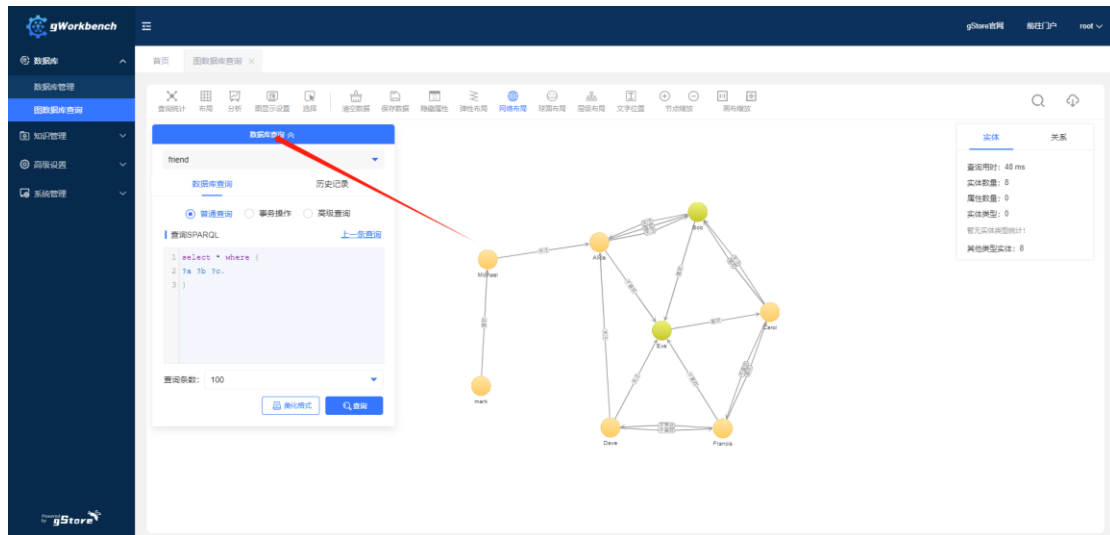 gWorkbench
gStore官网 前往门户 root
数据库
数据库管理
图数据库查询
知识管理
高级设置
系统管理
Powered by gStore
首页 图数据库查询 ×
查询统计 布局 分析 图显示设置 选择 清空数据 保存数据 隐藏属性 弹性布局 网络布局 球面布局 层级布局 文字位置 节点缩放 画布缩放
数据库查询
friend
数据库查询 历史记录
普通查询 事务操作 高级查询
查询SPARQL 上一条查询
1 select * where {
2 ?a ?b ?c.
3 }
查询条数: 100
美化格式 查询
实体 关系
查询用时: 48 ms
实体数量: 8
属性数量: 0
实体类型: 0
暂无实体类型统计!
其他类型实体: 8
Bob
Alice
关注
Michael
Carol
Eve
mark
Dave
Francis